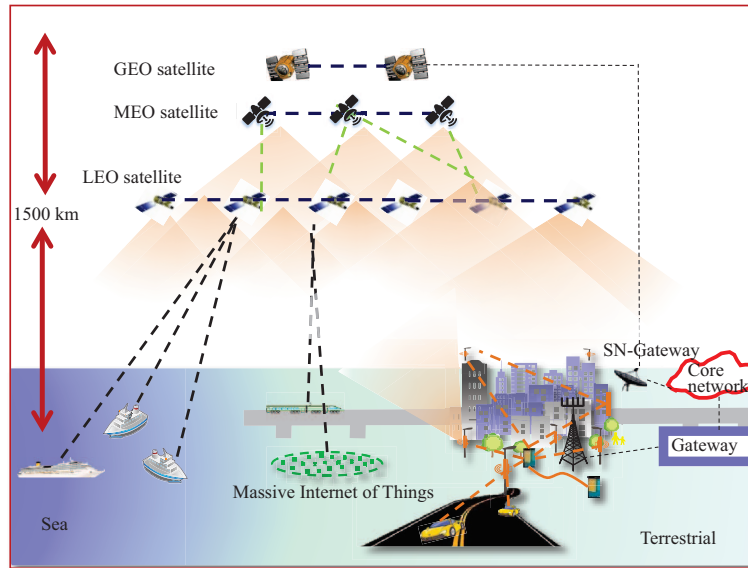 GEO satellite
MEO satellite
LEO satellite
1500 km
SN-Gateway
Core
network
Gateway
Massive Internet of Things
Sea
Terrestrial